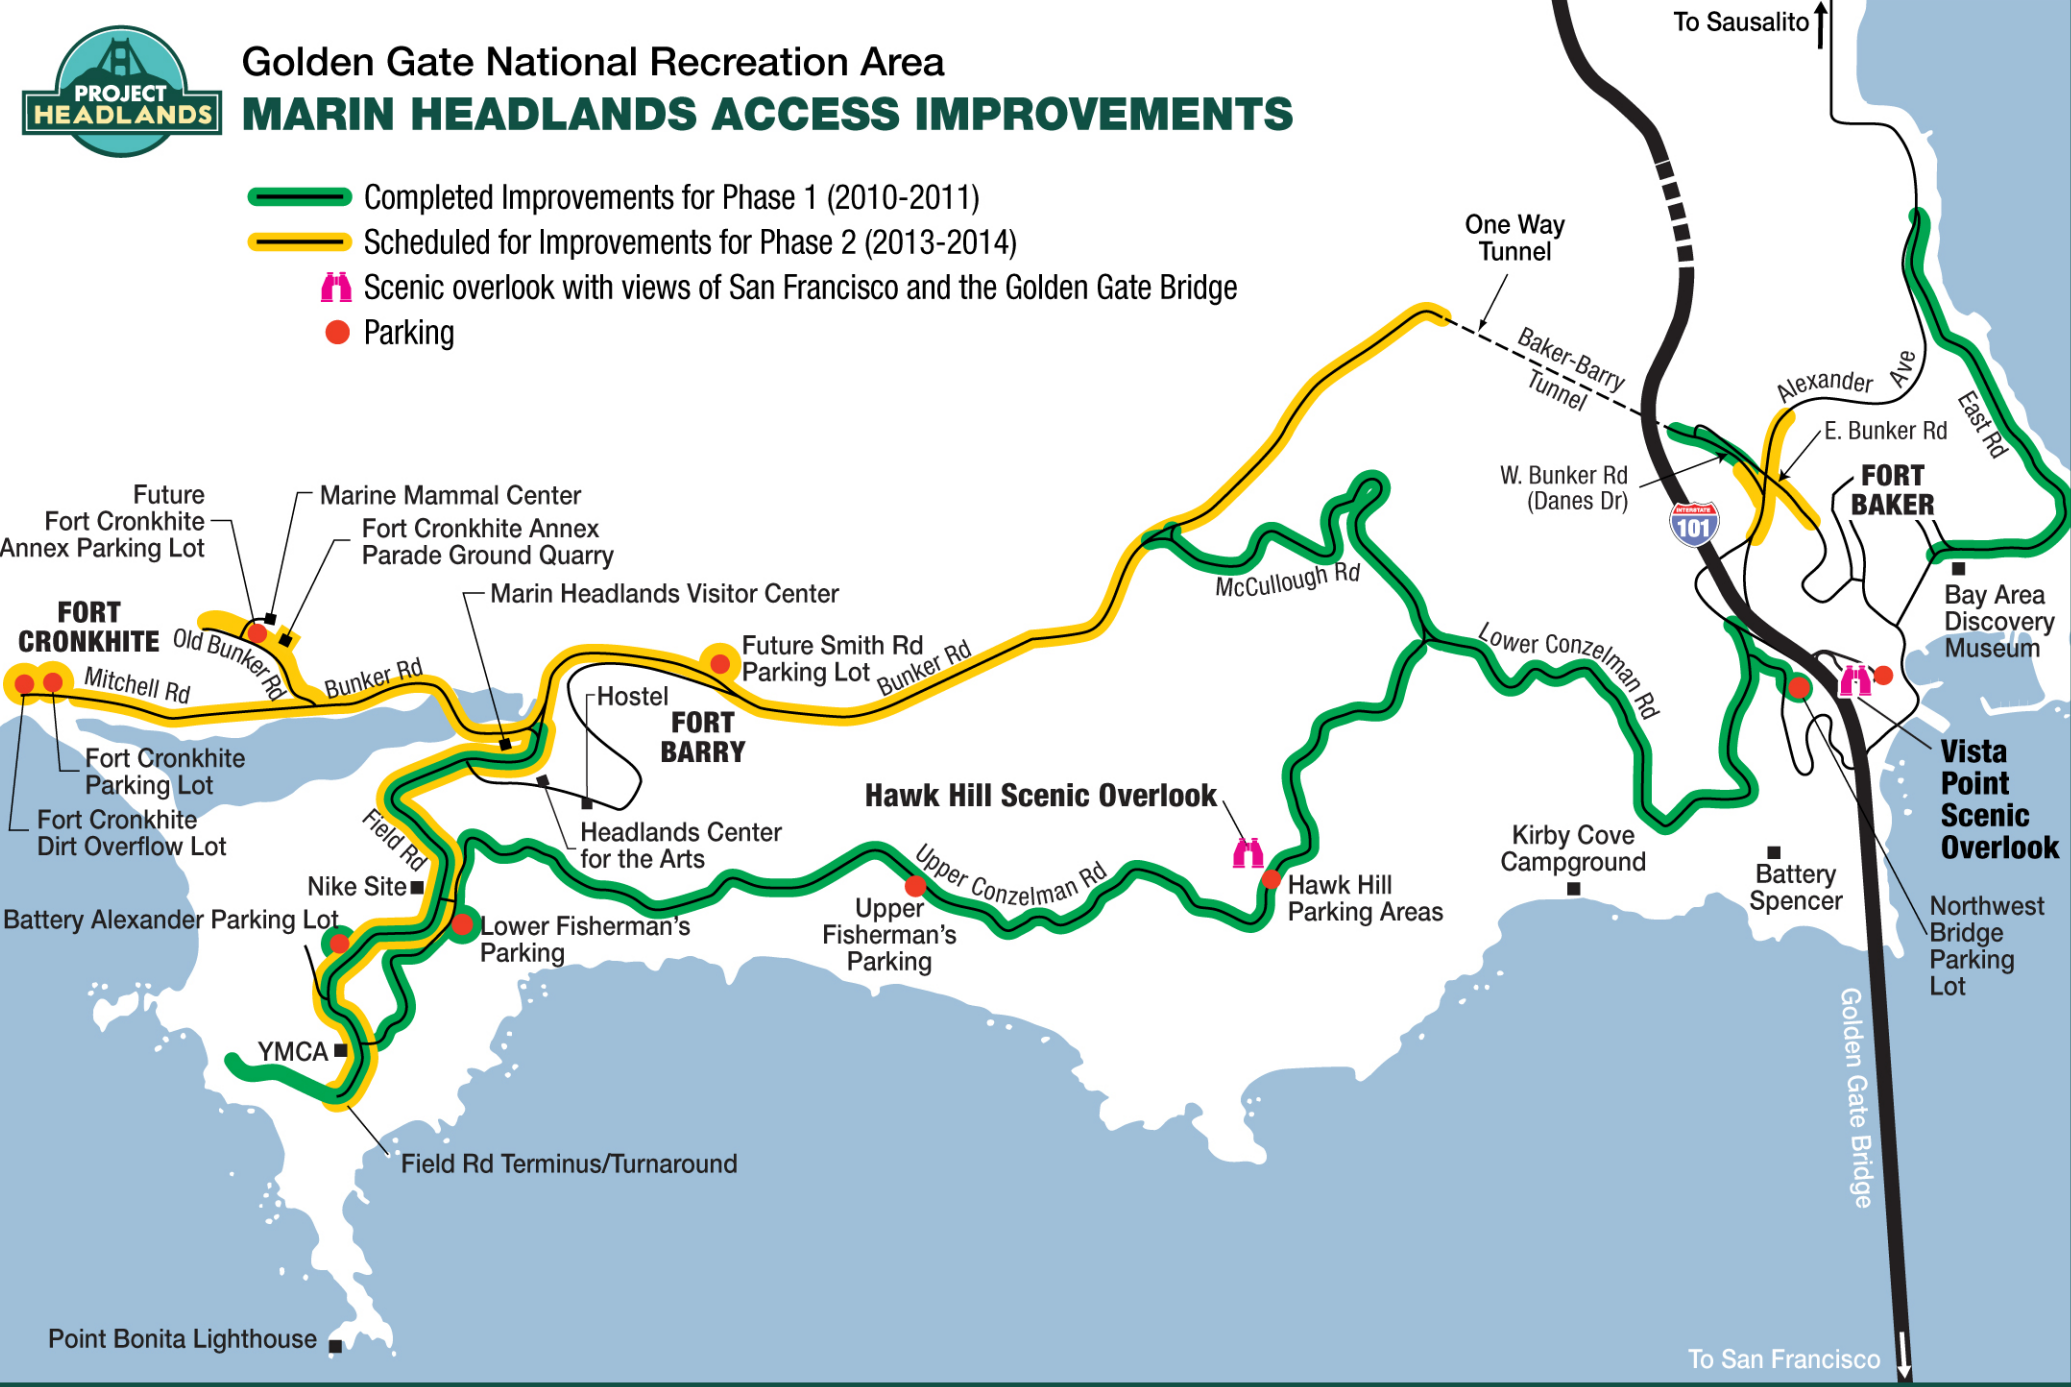 PROJECT
HEADLANDS
Golden Gate National Recreation Area
MARIN HEADLANDS ACCESS IMPROVEMENTS
Completed Improvements for Phase 1 (2010-2011)
Scheduled for Improvements for Phase 2 (2013-2014)
Scenic overlook with views of San Francisco and the Golden Gate Bridge
Parking
To Sausalito
One Way
Tunnel
Baker-Barry
Tunnel
Alexander
Ave
East Rd
E. Bunker Rd
W. Bunker Rd
(Danes Dr)
FORT
BAKER
INTERSTATE
101
Bay Area
Discovery
Museum
Future
Fort Cronkhite
Annex Parking Lot
Marine Mammal Center
Fort Cronkhite Annex
Parade Ground Quarry
Marin Headlands Visitor Center
FORT
CRONKHITE
Old Bunker Rd
Mitchell Rd
Bunker Rd
Future Smith Rd
Parking Lot
Bunker Rd
McCullough Rd
Lower Conzelman Rd
Hostel
FORT
BARRY
Fort Cronkhite
Parking Lot
Fort Cronkhite
Dirt Overflow Lot
Field Rd
Headlands Center
for the Arts
Hawk Hill Scenic Overlook
Vista
Point
Scenic
Overlook
Kirby Cove
Campground
Battery
Spencer
Nike Site
Battery Alexander Parking Lot
Lower Fisherman's
Parking
Upper Conzelman Rd
Upper
Fisherman's
Parking
Hawk Hill
Parking Areas
Northwest
Bridge
Parking
Lot
YMCA
Golden Gate Bridge
Field Rd Terminus/Turnaround
Point Bonita Lighthouse
To San Francisco